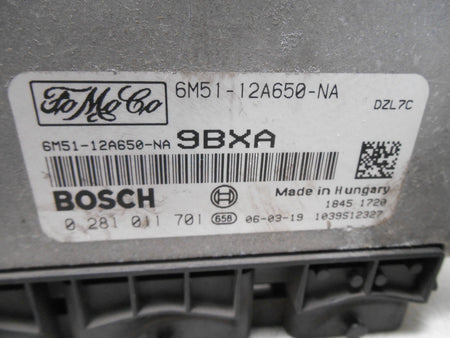 FoMoCo 6M51-12A650-NA
DZL7C
6M51-12A650-NA 9BXA
BOSCH Made in Hungary
1845 1720
0 281 011 701 658 06-03-19 1039S12327